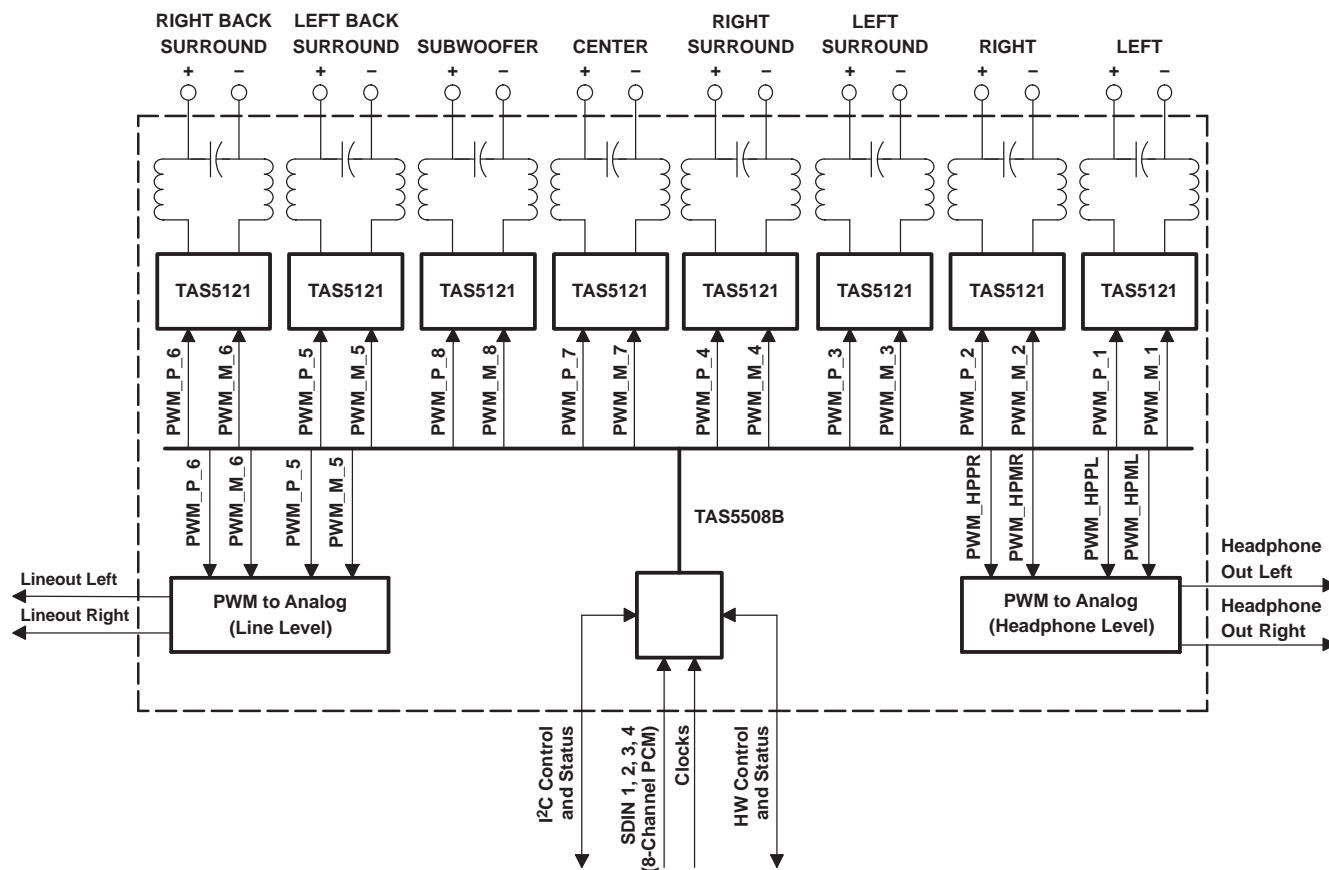 RIGHT BACK
SURROUND
LEFT BACK
SURROUND
SUBWOOFER
CENTER
RIGHT
SURROUND
LEFT
SURROUND
RIGHT
LEFT
+ − + − + − + − + − + − + − + −
TAS5121 TAS5121 TAS5121 TAS5121 TAS5121 TAS5121 TAS5121 TAS5121
PWM_P_6
PWM_M_6
PWM_P_5
PWM_M_5
PWM_P_8
PWM_M_8
PWM_P_7
PWM_M_7
PWM_P_4
PWM_M_4
PWM_P_3
PWM_M_3
PWM_P_2
PWM_M_2
PWM_P_1
PWM_M_1
PWM_P_6
PWM_M_6
PWM_P_5
PWM_M_5
TAS5508B
PWM_HPPR
PWM_HPMR
PWM_HPPL
PWM_HPML
Lineout Left
Lineout Right
PWM to Analog
(Line Level)
PWM to Analog
(Headphone Level)
Headphone
Out Left
Headphone
Out Right
I²C Control
and Status
SDIN 1, 2, 3, 4
(8-Channel PCM)
Clocks
HW Control
and Status